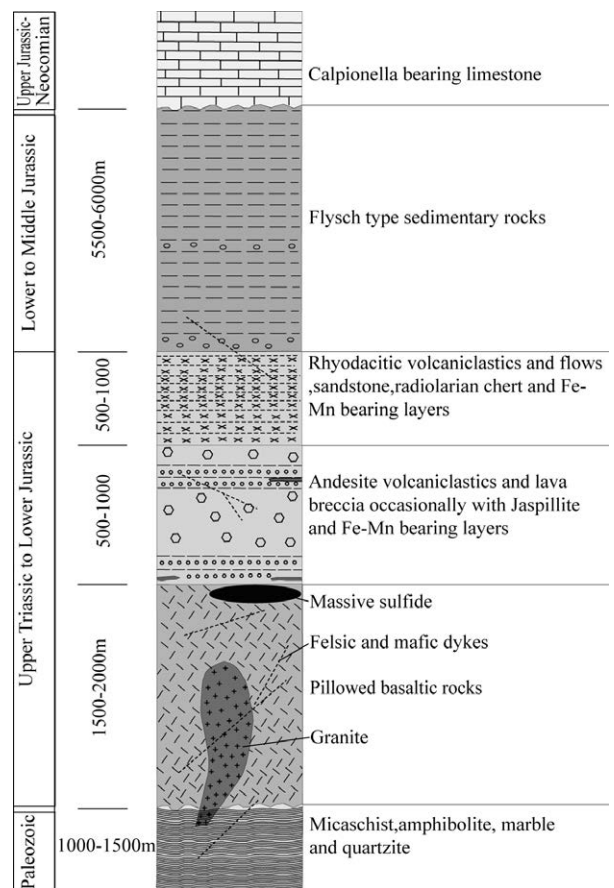 Upper Jurassic-
Neocomian
Calpionella bearing limestone
Lower to Middle Jurassic
5500-6000m
Flysch type sedimentary rocks
Upper Triassic to Lower Jurassic
500-1000
Rhyodacitic volcaniclastics and flows
,sandstone,radiolarian chert and Fe-
Mn bearing layers
500-1000
Andesite volcaniclastics and lava
breccia occasionally with Jaspillite
and Fe-Mn bearing layers
1500-2000m
Massive sulfide
Felsic and mafic dykes
Pillowed basaltic rocks
Granite
Paleozoic
1000-1500m
Micaschist,amphibolite, marble
and quartzite